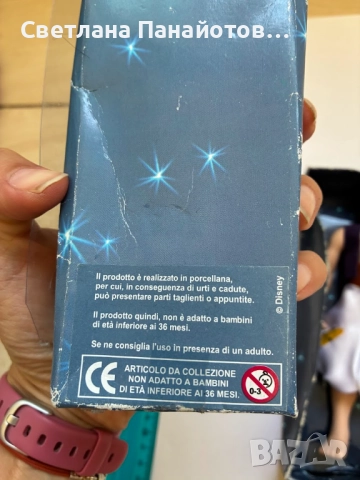 Светлана Панайотов...
Il prodotto è realizzato in porcellana,
per cui, in conseguenza di urti e cadute,
può presentare parti taglienti o appuntite.
Il prodotto quindi, non è adatto a bambini
di età inferiore ai 36 mesi.
Se ne consiglia l'uso in presenza di un adulto.
© Disney
CE
ARTICOLO DA COLLEZIONE
NON ADATTO A BAMBINI
DI ETÀ INFERIORE AI 36 MESI.
0-3
BAZAR